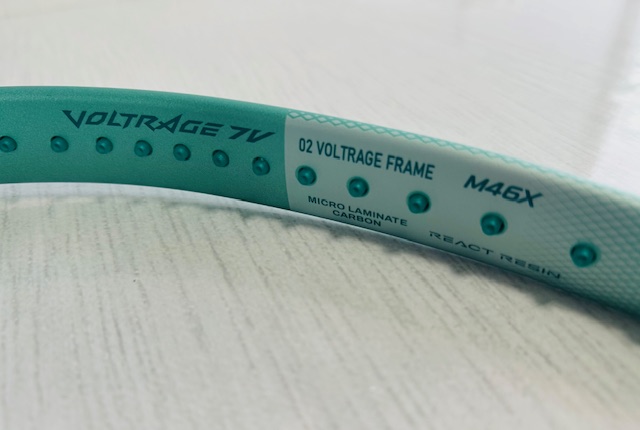 VOLTRAGE 7V
02 VOLTRAGE FRAME
M46X
MICRO LAMINATE
CARBON
REACT RESIN